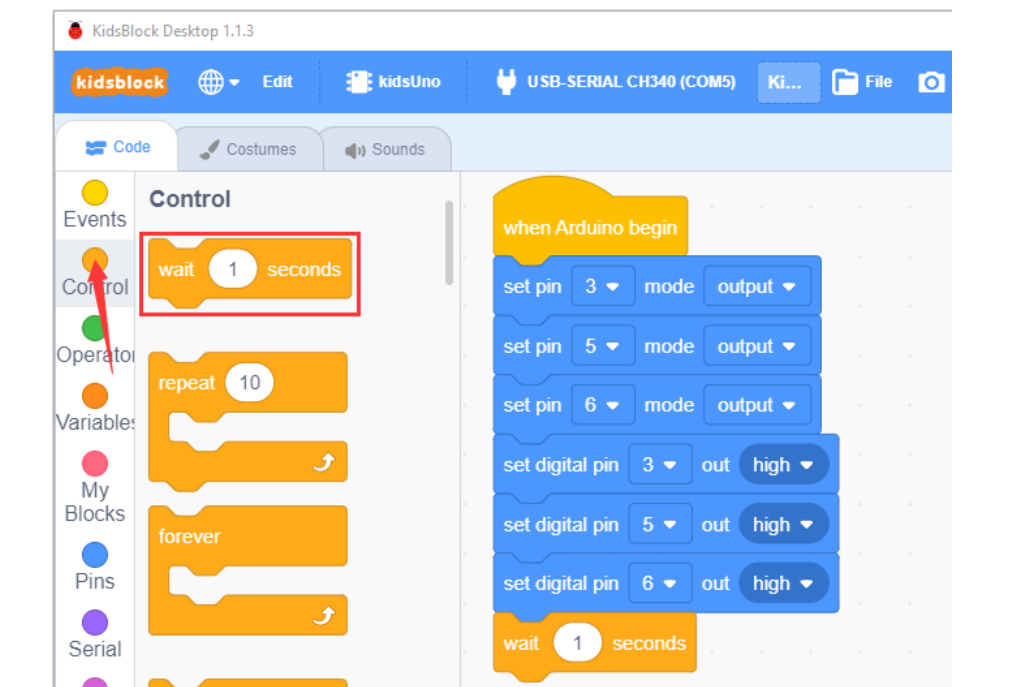 KidsBlock Desktop 1.1.3
kidsblock Edit kidsUno USB-SERIAL CH340 (COM5) Ki... File
Code Costumes Sounds
Events
Control
Operator
Variables
My
Blocks
Pins
Serial
Control
wait 1 seconds
repeat 10
forever
when Arduino begin
set pin 3 mode output
set pin 5 mode output
set pin 6 mode output
set digital pin 3 out high
set digital pin 5 out high
set digital pin 6 out high
wait 1 seconds